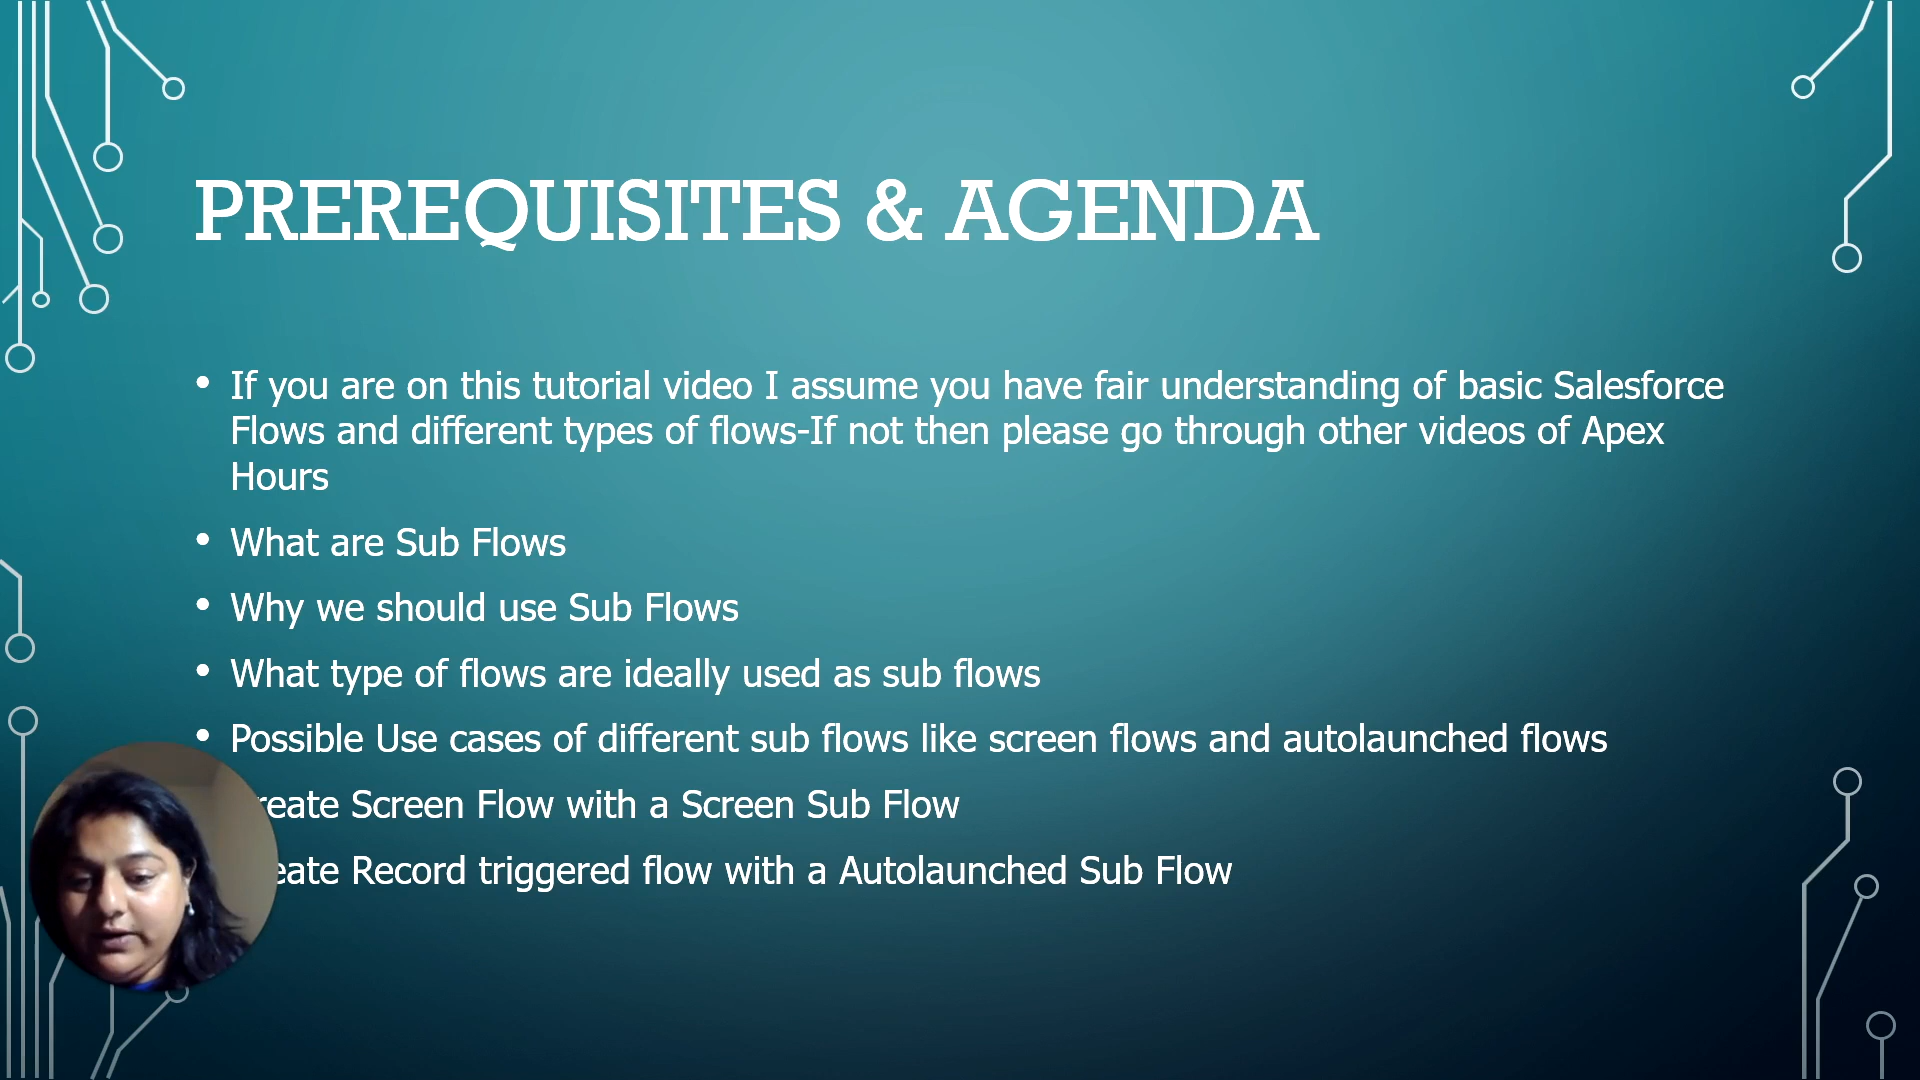 PREREQUISITES & AGENDA
• If you are on this tutorial video I assume you have fair understanding of basic Salesforce
Flows and different types of flows-If not then please go through other videos of Apex
Hours
• What are Sub Flows
• Why we should use Sub Flows
• What type of flows are ideally used as sub flows
• Possible Use cases of different sub flows like screen flows and autolaunched flows
reate Screen Flow with a Screen Sub Flow
eate Record triggered flow with a Autolaunched Sub Flow